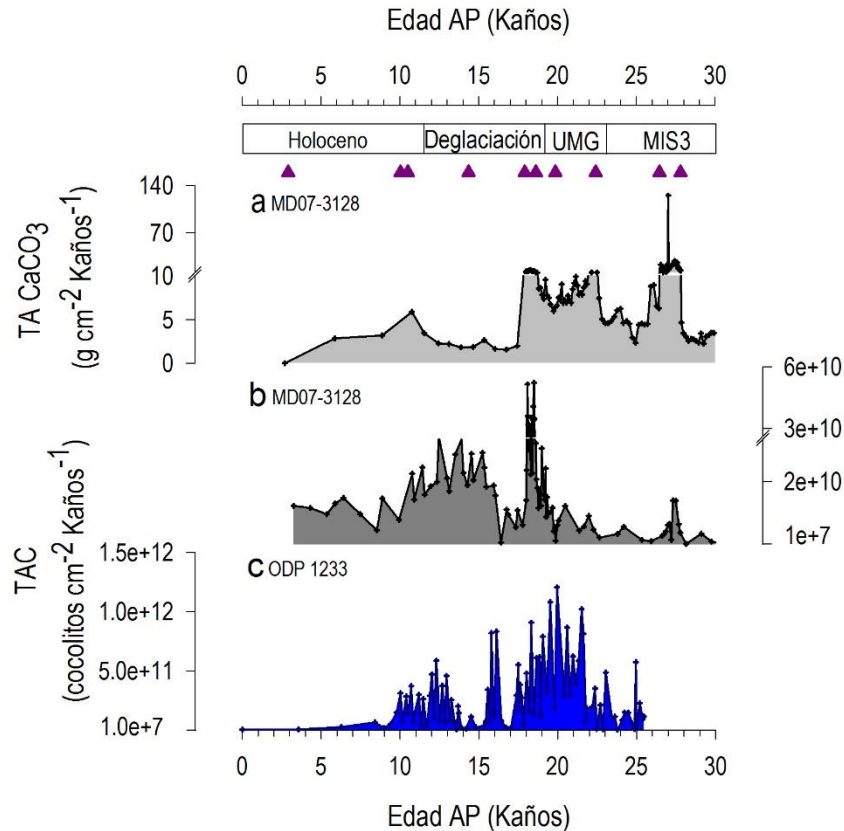 Edad AP (Kaños)
0 5 10 15 20 25 30
Holoceno Deglaciación UMG MIS3
a MD07-3128
TA CaCO₃
(g cm⁻² Kaños⁻¹)
140
70
10
5
0
b MD07-3128
6e+10
3e+10
2e+10
1e+7
c ODP 1233
TAC
(cocolitos cm⁻² Kaños⁻¹)
1.5e+12
1.0e+12
5.0e+11
1.0e+7
0 5 10 15 20 25 30
Edad AP (Kaños)